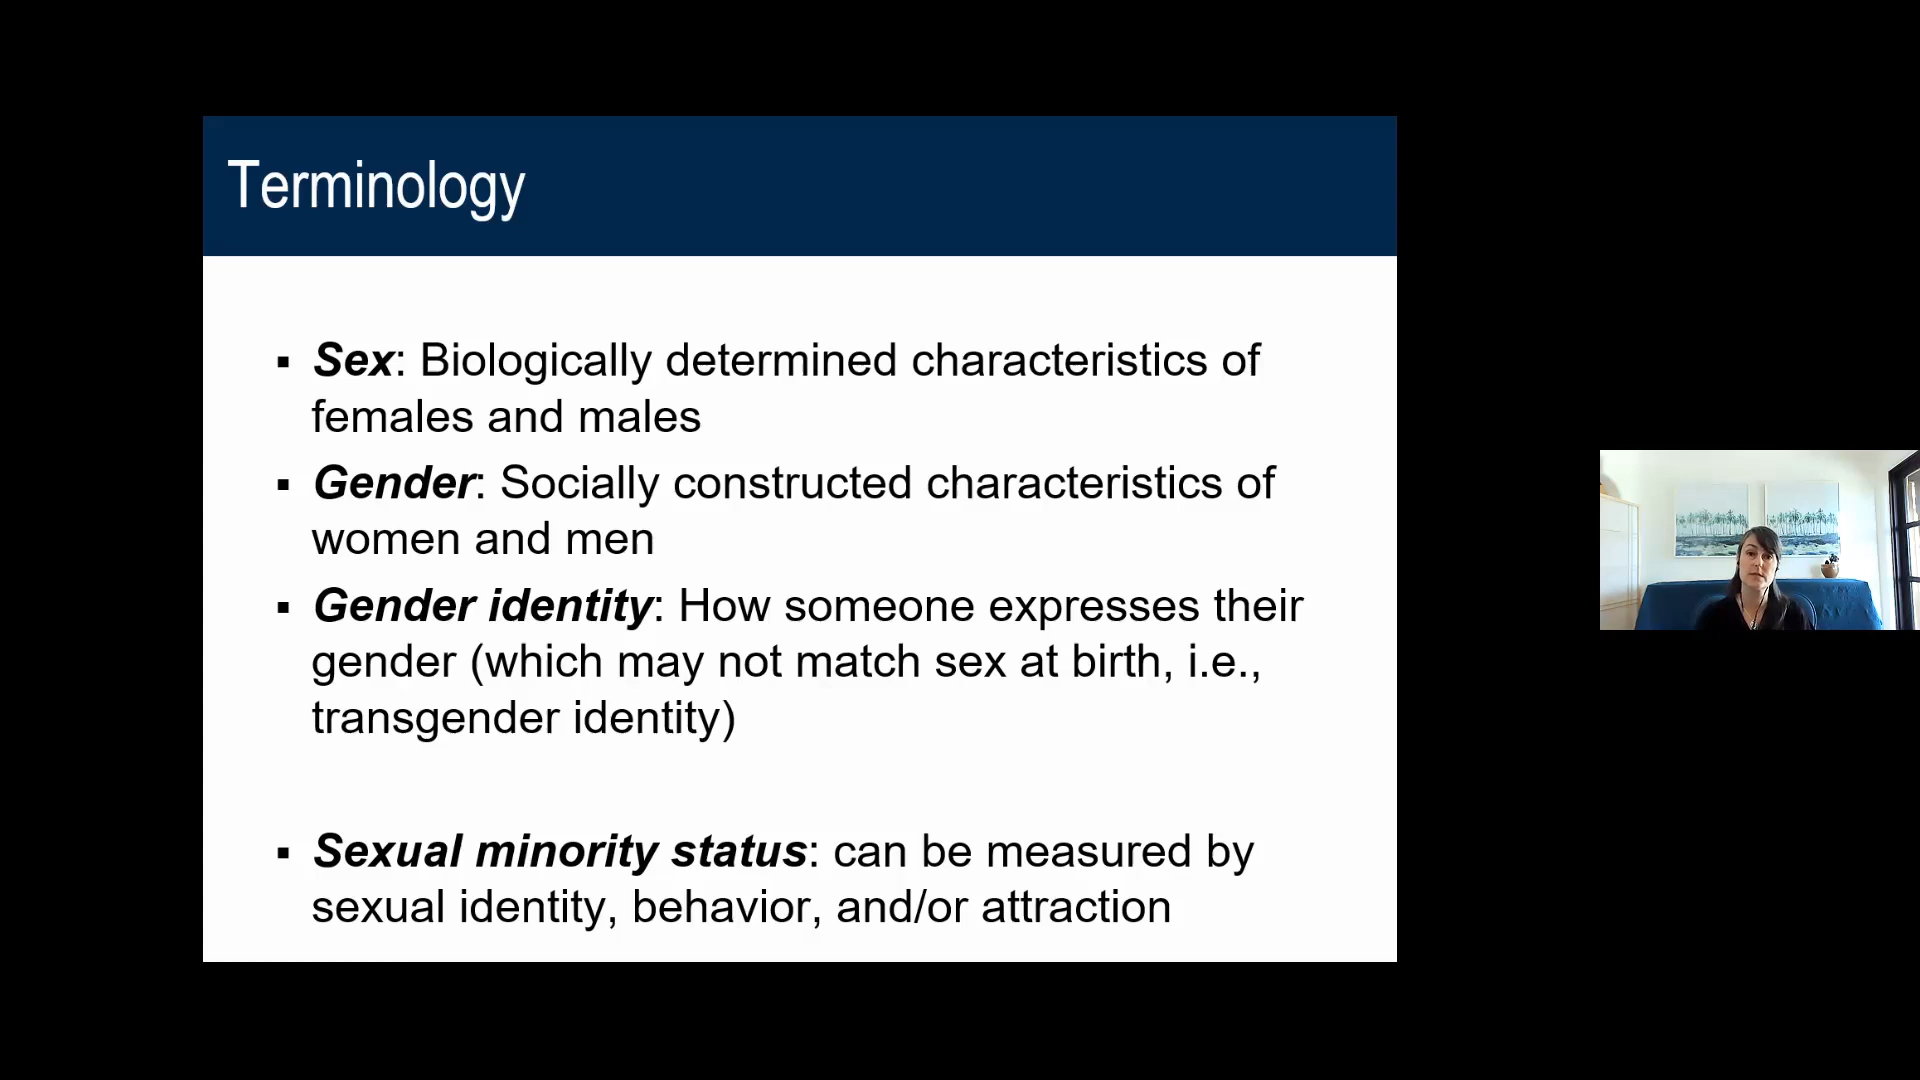 Terminology
▪ Sex: Biologically determined characteristics of
females and males
▪ Gender: Socially constructed characteristics of
women and men
▪ Gender identity: How someone expresses their
gender (which may not match sex at birth, i.e.,
transgender identity)
▪ Sexual minority status: can be measured by
sexual identity, behavior, and/or attraction